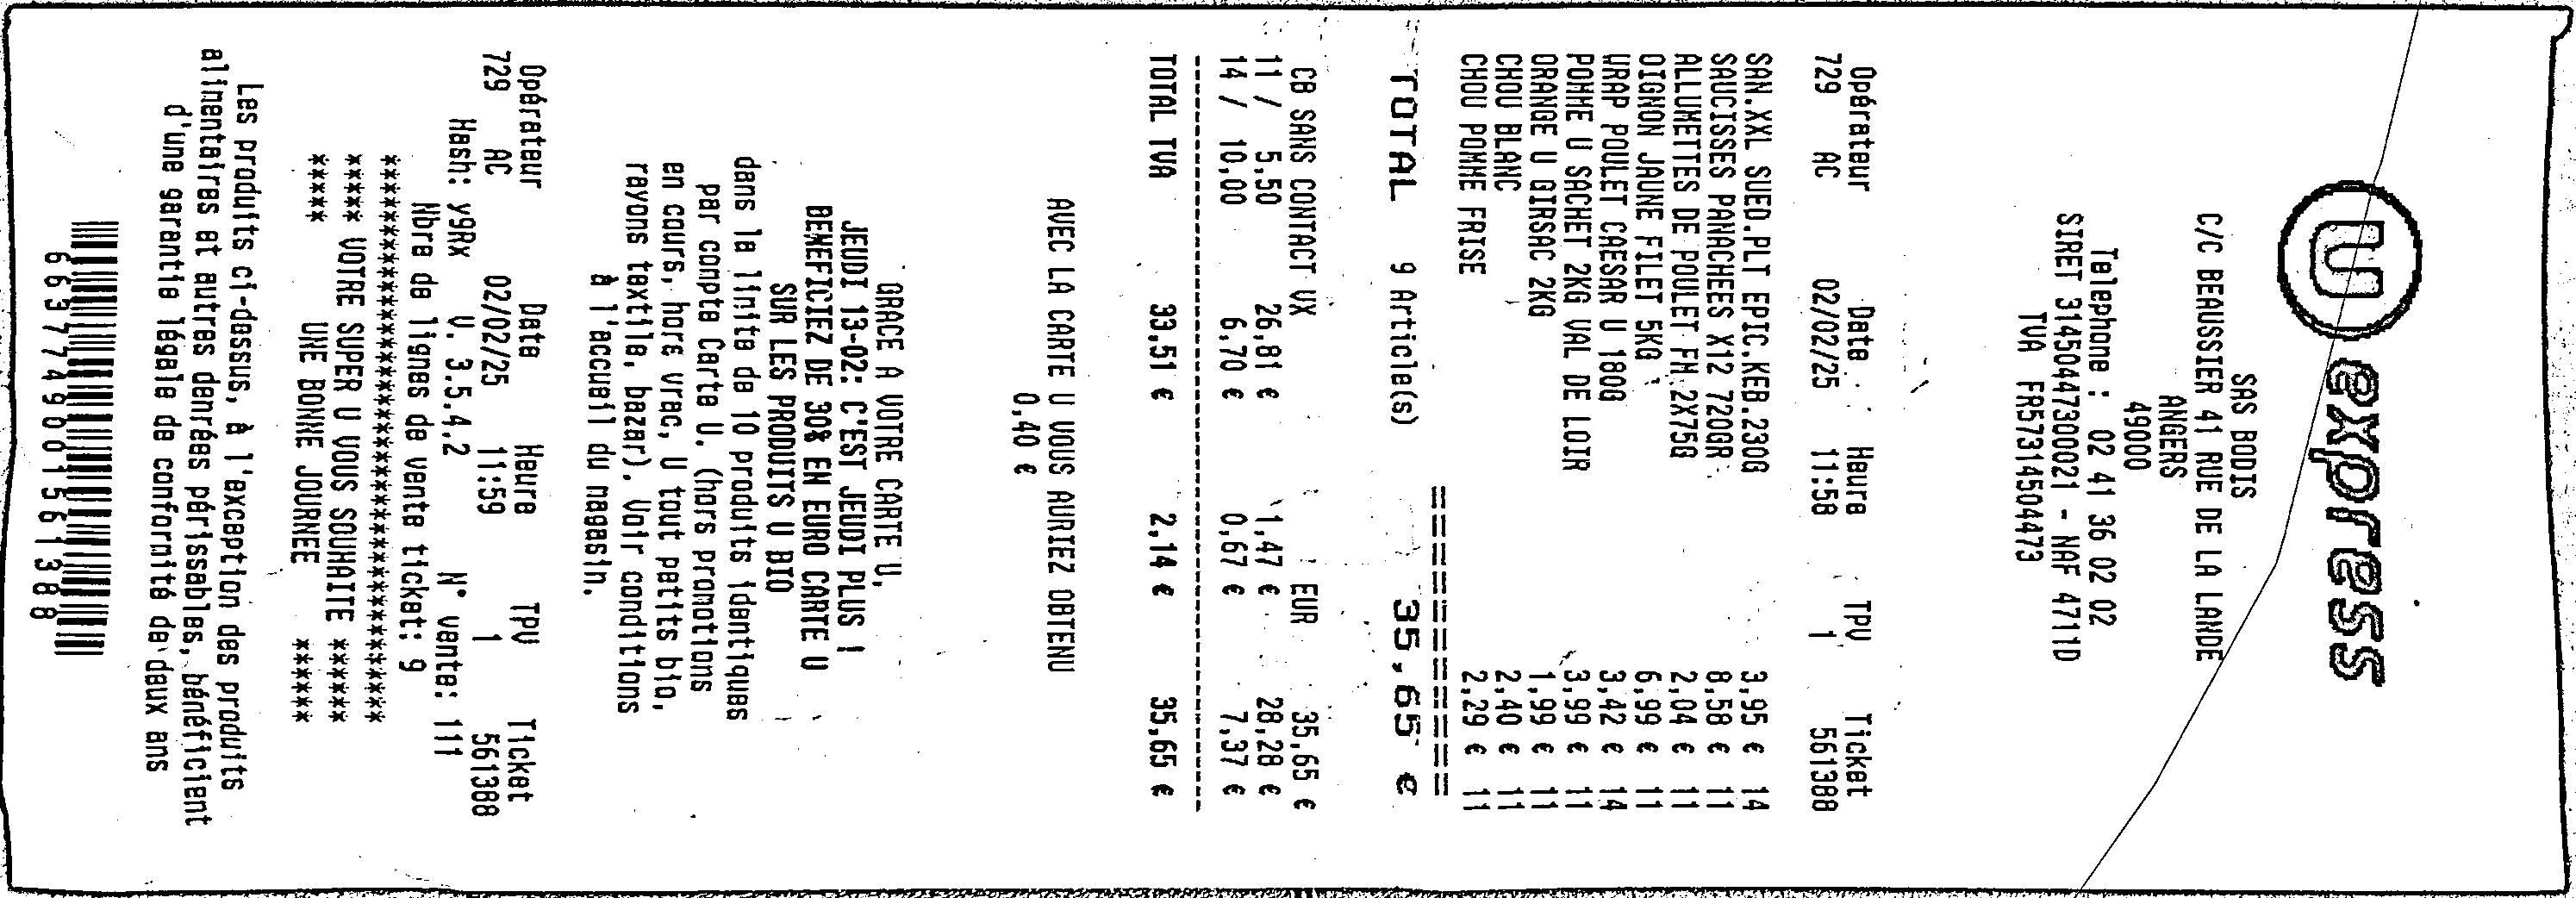 U express
SAS BODIS
C/C BEAUSSIER 41 RUE DE LA LANDE
ANGERS
49000
Telephone : 02 41 36 02 02
SIRET 31450447300021 - NAF 4711D
TVA FR57314504473
Opérateur Date Heure TPV Ticket
729 AC 02/02/25 11:58 1 561388
SAN.XXL SUED.PLT EPIC.KEB.230G 3,95 € 14
SAUCISSES PANACHEES X12 720GR 8,58 € 11
ALLUMETTES DE POULET FM 2X75G 2,04 € 11
OIGNON JAUNE FILET 5KG 6,99 € 11
WRAP POULET CAESAR U 180G 3,42 € 14
POMME U SACHET 2KG VAL DE LOIR 3,99 € 11
ORANGE U GIRSAC 2KG 1,99 € 11
CHOU BLANC 2,40 € 11
CHOU POMME FRISE 2,29 € 11
==================
TOTAL 9 Article(s) 35,65 €
CB SANS CONTACT VX EUR 35,65 €
11 / 5,50 26,81 € 1,47 € 28,28 €
14 / 10,00 6,70 € 0,67 € 7,37 €
TOTAL TVA 33,51 € 2,14 € 35,65 €
AVEC LA CARTE U VOUS AURIEZ OBTENU
0,40 €
GRACE A VOTRE CARTE U,
JEUDI 13-02: C'EST JEUDI PLUS !
BENEFICIEZ DE 30% EN EURO CARTE U
SUR LES PRODUITS U BIO
dans la limite de 10 produits identiques
par compte Carte U. (hors promotions
en cours, hors vrac, U tout petits bio,
rayons textile, bazar). Voir conditions
à l'accueil du magasin.
Opérateur Date Heure TPV Ticket
729 AC 02/02/25 11:59 1 561388
Hash: y9Rx V. 3.5.4.2 N° vente: 111
Nbre de lignes de vente ticket: 9
****************************************
**** VOTRE SUPER U VOUS SOUHAITE ******
***** UNE BONNE JOURNEE ******
Les produits ci-dessus, à l'exception des produits
alimentaires et autres denrées périssables, bénéficient
d'une garantie légale de conformité de deux ans
6637749001561388